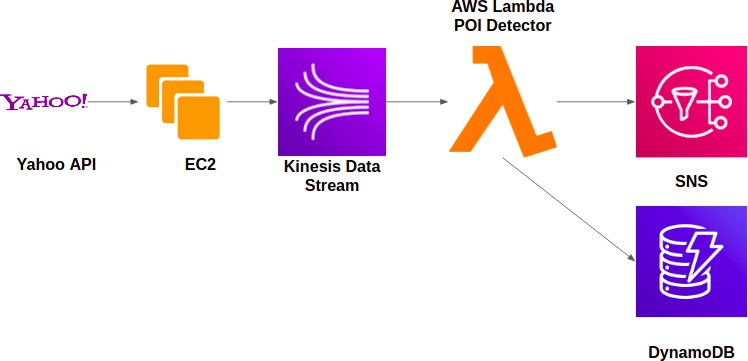 AWS Lambda
POI Detector
YAHOO!
Yahoo API
EC2
Kinesis Data
Stream
SNS
DynamoDB